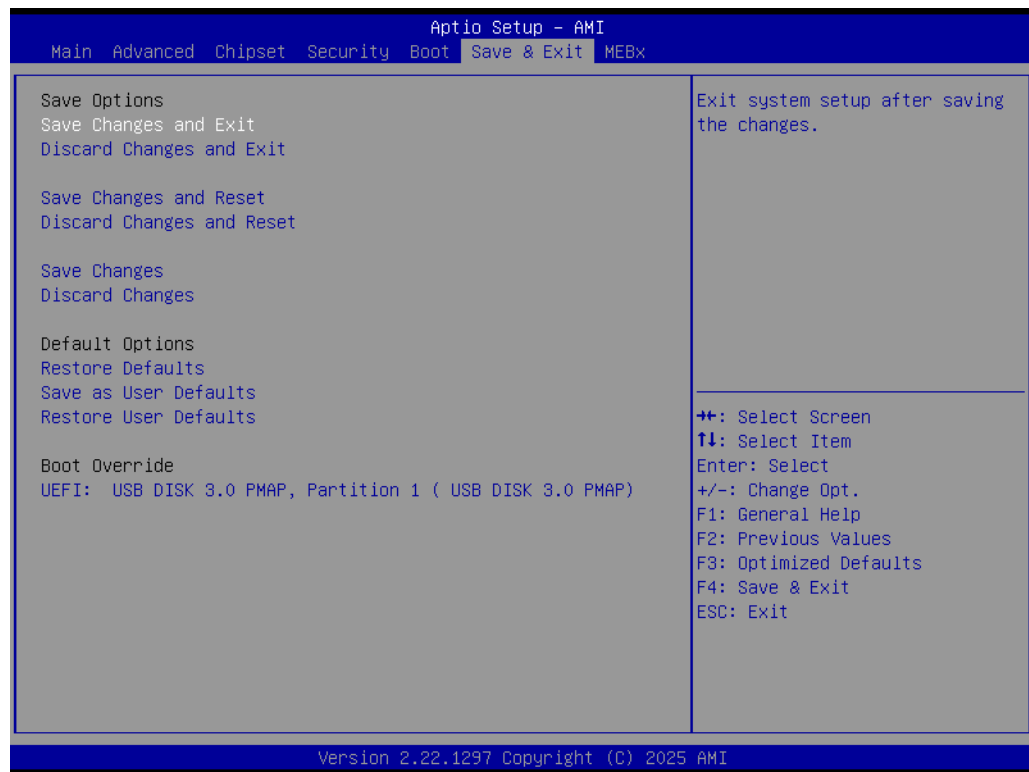 Aptio Setup – AMI
Main Advanced Chipset Security Boot Save & Exit MEBx
Save Options
Save Changes and Exit
Discard Changes and Exit
Save Changes and Reset
Discard Changes and Reset
Save Changes
Discard Changes
Default Options
Restore Defaults
Save as User Defaults
Restore User Defaults
Boot Override
UEFI: USB DISK 3.0 PMAP, Partition 1 ( USB DISK 3.0 PMAP)
Exit system setup after saving
the changes.
→←: Select Screen
↑↓: Select Item
Enter: Select
+/-: Change Opt.
F1: General Help
F2: Previous Values
F3: Optimized Defaults
F4: Save & Exit
ESC: Exit
Version 2.22.1297 Copyright (C) 2025 AMI